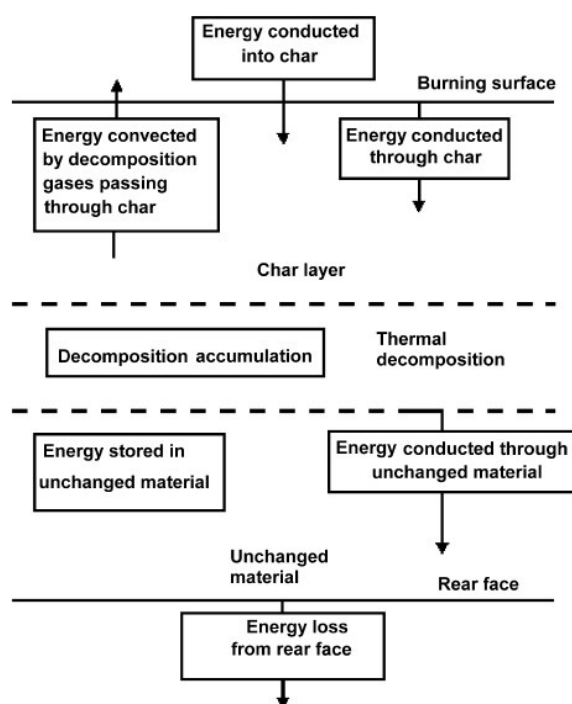 Energy conducted
into char
Burning surface
Energy convected
by decomposition
gases passing
through char
Energy conducted
through char
Char layer
Decomposition accumulation
Thermal
decomposition
Energy stored in
unchanged material
Energy conducted through
unchanged material
Unchanged
material
Rear face
Energy loss
from rear face